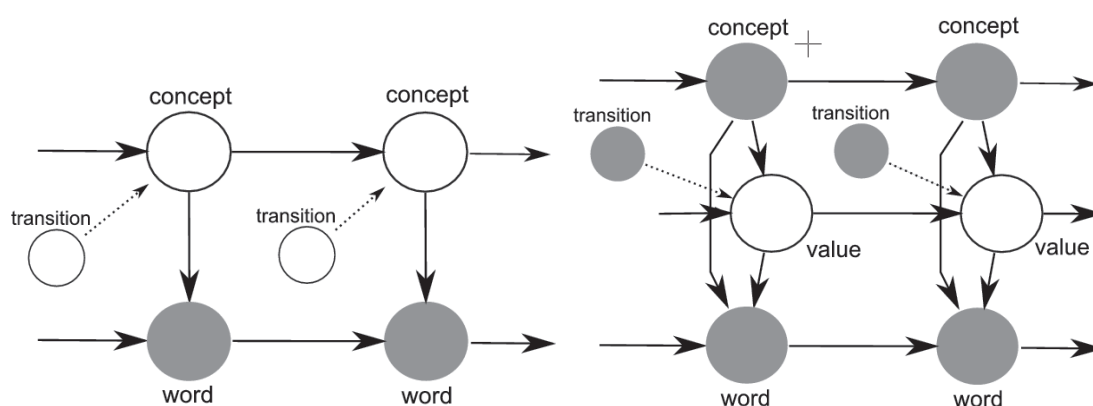 concept
concept
transition
transition
word
word
concept
concept
transition
transition
value
value
word
word